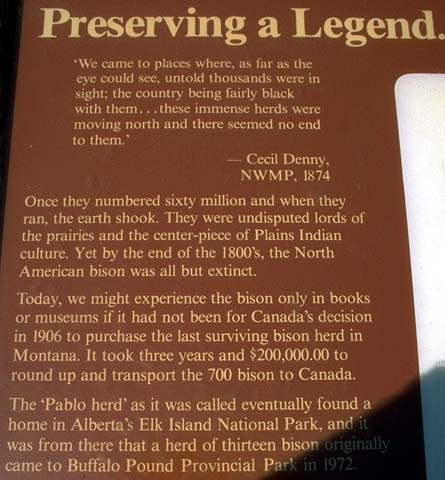 Preserving a Legend.
'We came to places where, as far as the
eye could see, untold thousands were in
sight; the country being fairly black
with them...these immense herds were
moving north and there seemed no end
to them.'
— Cecil Denny,
NWMP, 1874
Once they numbered sixty million and when they
ran, the earth shook. They were undisputed lords of
the prairies and the center-piece of Plains Indian
culture. Yet by the end of the 1800's, the North
American bison was all but extinct.
Today, we might experience the bison only in books
or museums if it had not been for Canada's decision
in 1906 to purchase the last surviving bison herd in
Montana. It took three years and $200,000.00 to
round up and transport the 700 bison to Canada.
The 'Pablo herd' as it was called eventually found a
home in Alberta's Elk Island National Park, and it
was from there that a herd of thirteen bison originally
came to Buffalo Pound Provincial Park in 1972.